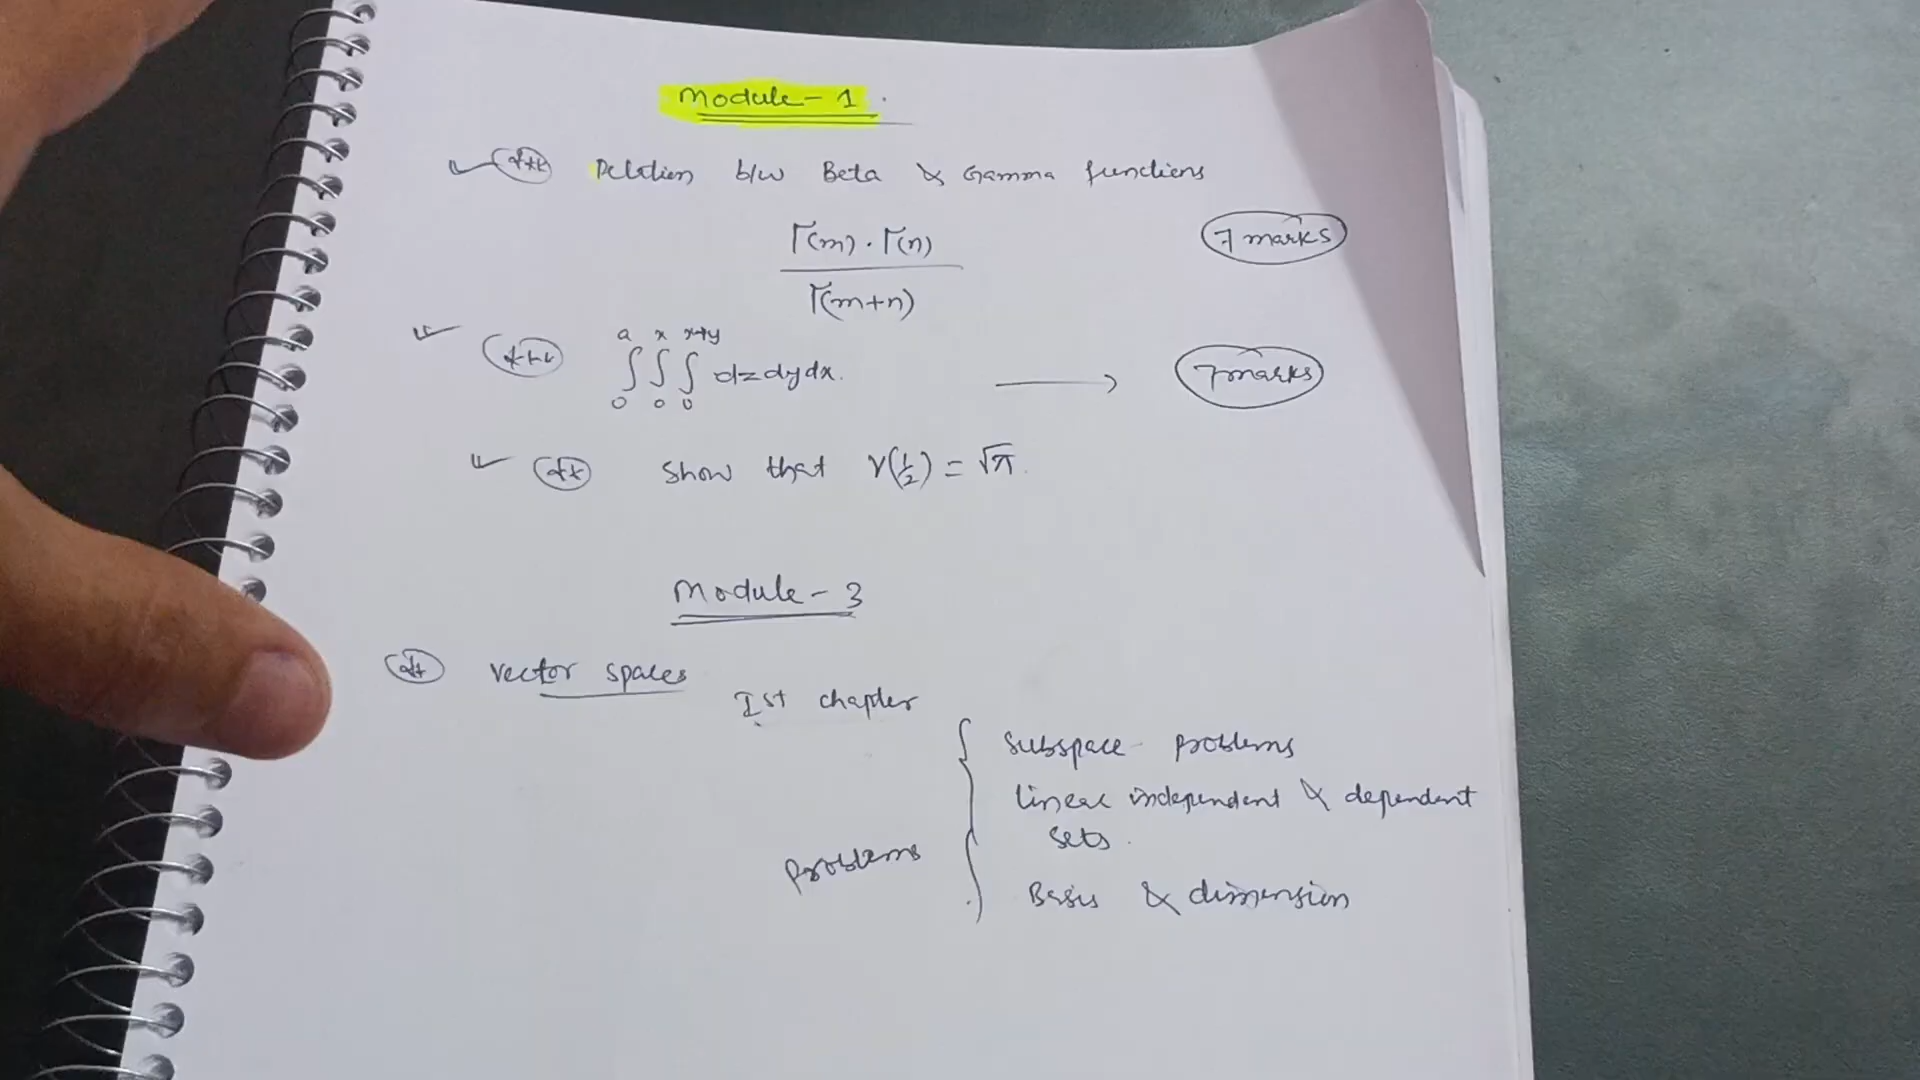 Module - 1
*** Relation b/w Beta & Gamma functions
Γ(m) . Γ(n)
Γ(m+n)
7 marks
a x x+y
*** ∫ ∫ ∫ dz dy dx.
0 0 0
→ 7 marks
** Show that γ(1/2) = √π.
Module - 3
** vector spaces
Ist chapter
Problems
subspace problems
linear independent & dependent
sets.
Basis & dimension